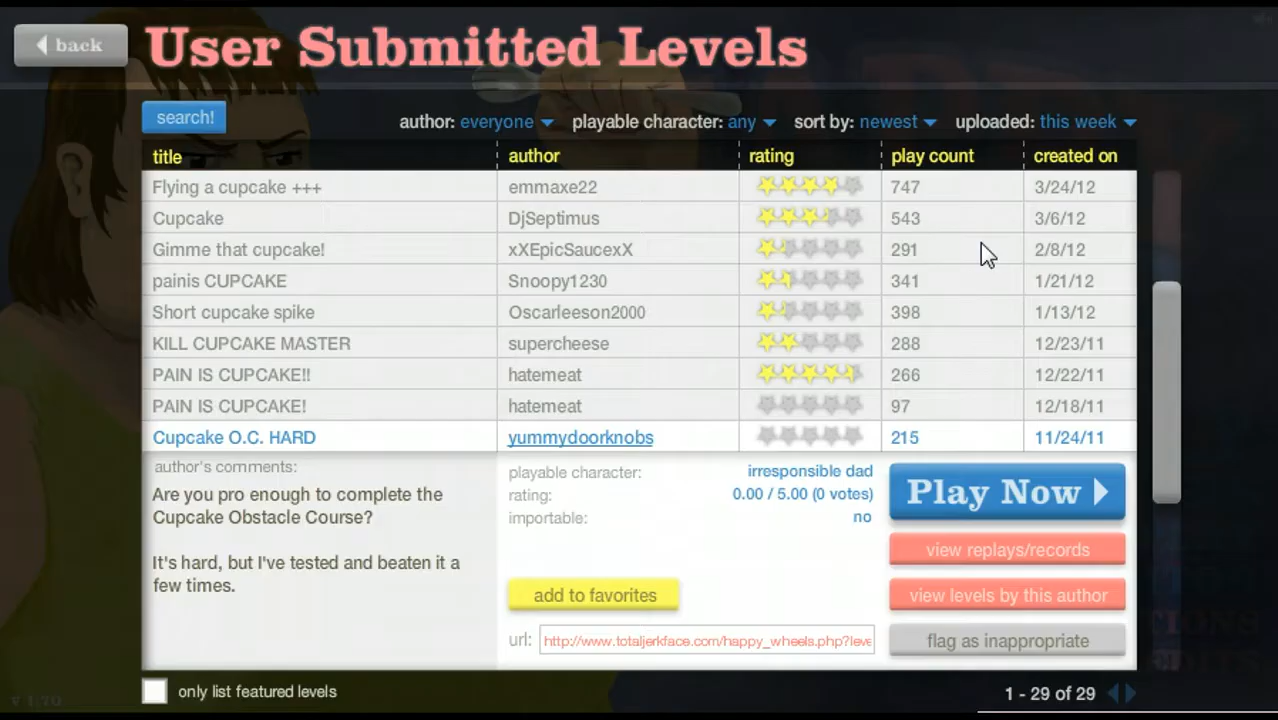 back
User Submitted Levels
search!
author: everyone
playable character: any
sort by: newest
uploaded: this week
title author rating play count created on
Flying a cupcake +++ emmaxe22 747 3/24/12
Cupcake DjSeptimus 543 3/6/12
Gimme that cupcake! xXEpicSaucexX 291 2/8/12
painis CUPCAKE Snoopy1230 341 1/21/12
Short cupcake spike Oscarleeson2000 398 1/13/12
KILL CUPCAKE MASTER supercheese 288 12/23/11
PAIN IS CUPCAKE!! hatemeat 266 12/22/11
PAIN IS CUPCAKE! hatemeat 97 12/18/11
Cupcake O.C. HARD yummydoorknobs 215 11/24/11
author's comments:
Are you pro enough to complete the
Cupcake Obstacle Course?
It's hard, but I've tested and beaten it a
few times.
playable character: irresponsible dad
rating: 0.00 / 5.00 (0 votes)
importable: no
add to favorites
url: http://www.totaljerkface.com/happy_wheels.php?leve
Play Now
view replays/records
view levels by this author
flag as inappropriate
only list featured levels
1 - 29 of 29
v 1.70